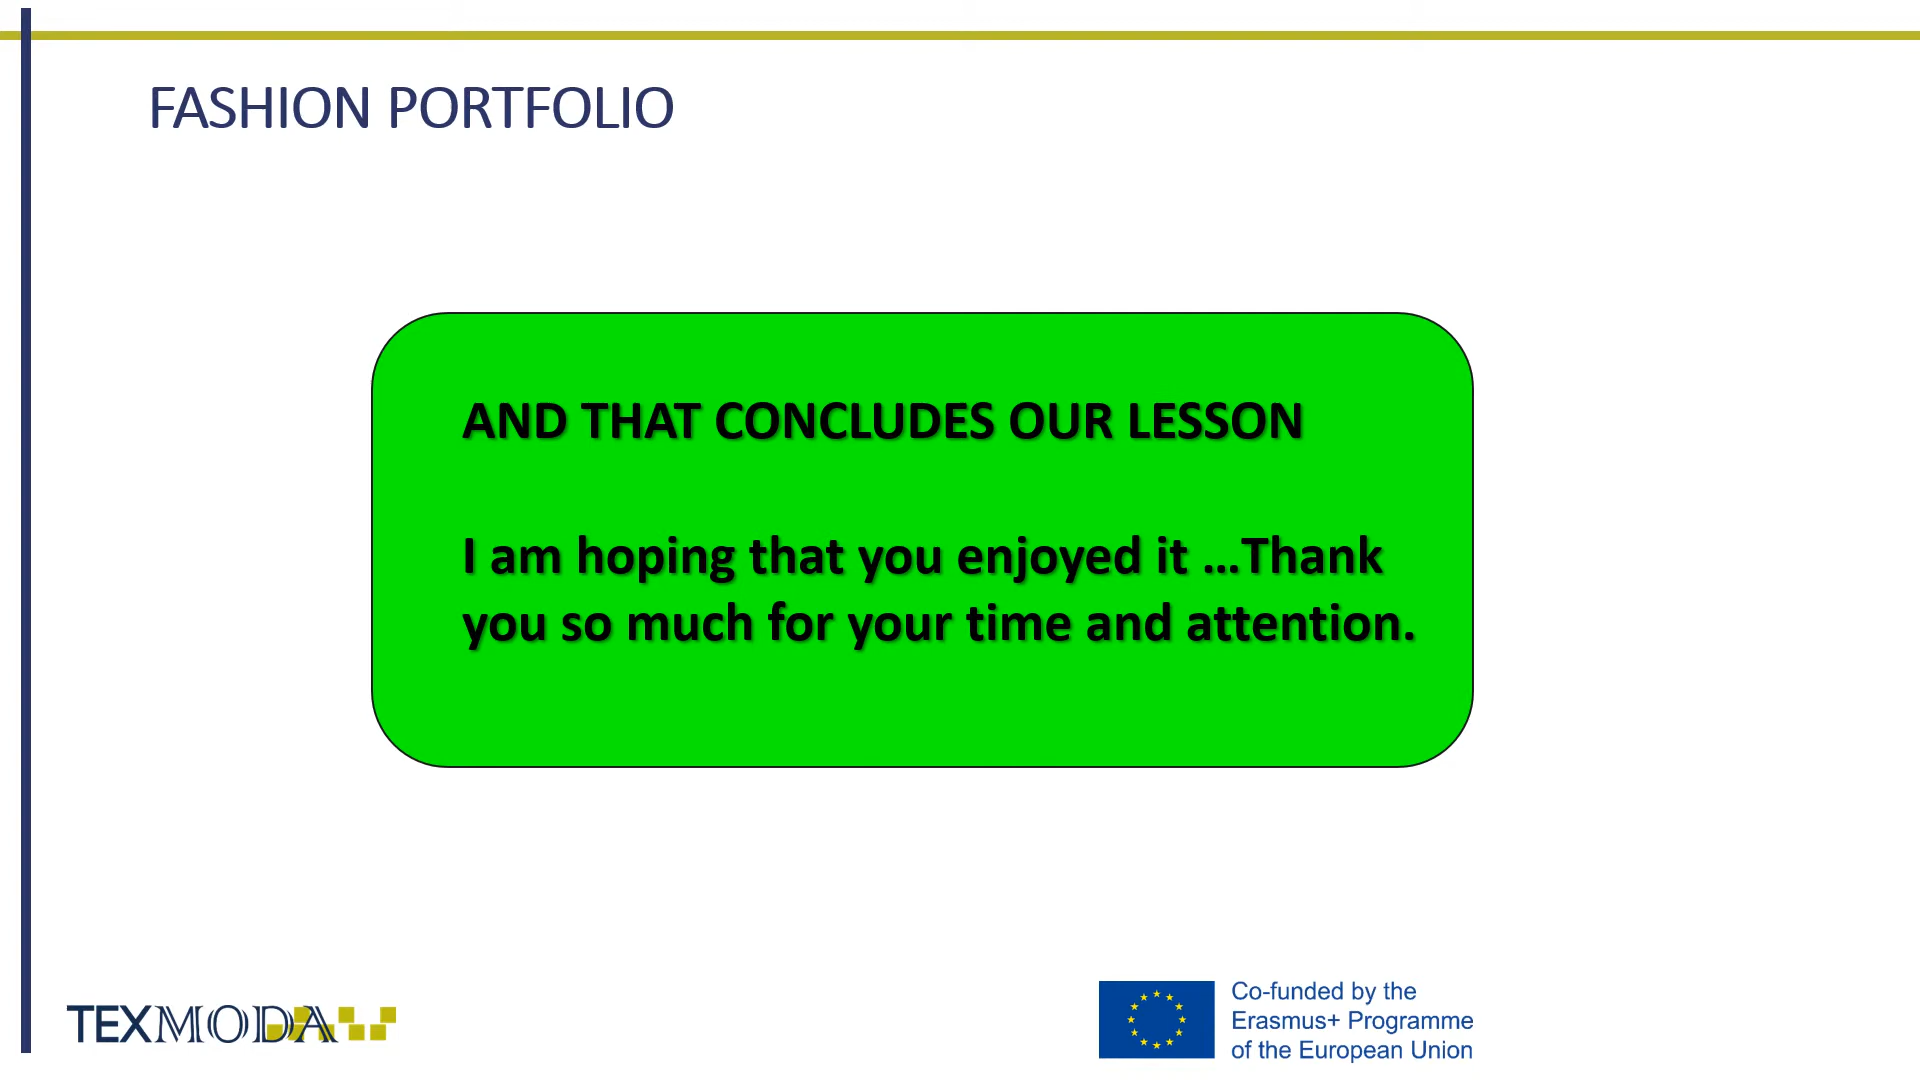 FASHION PORTFOLIO
AND THAT CONCLUDES OUR LESSON
I am hoping that you enjoyed it ...Thank
you so much for your time and attention.
TEXMODA
Co-funded by the
Erasmus+ Programme
of the European Union